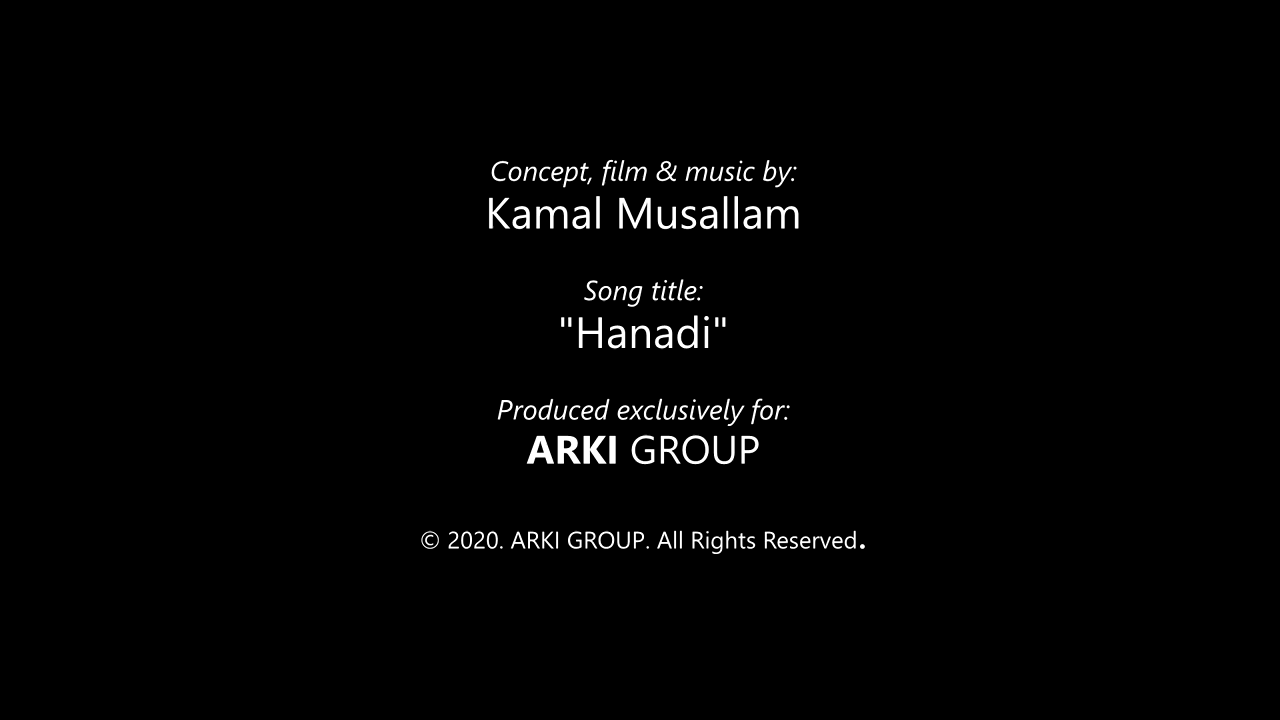 Concept, film & music by:
Kamal Musallam
Song title:
"Hanadi"
Produced exclusively for:
ARKI GROUP
© 2020. ARKI GROUP. All Rights Reserved.